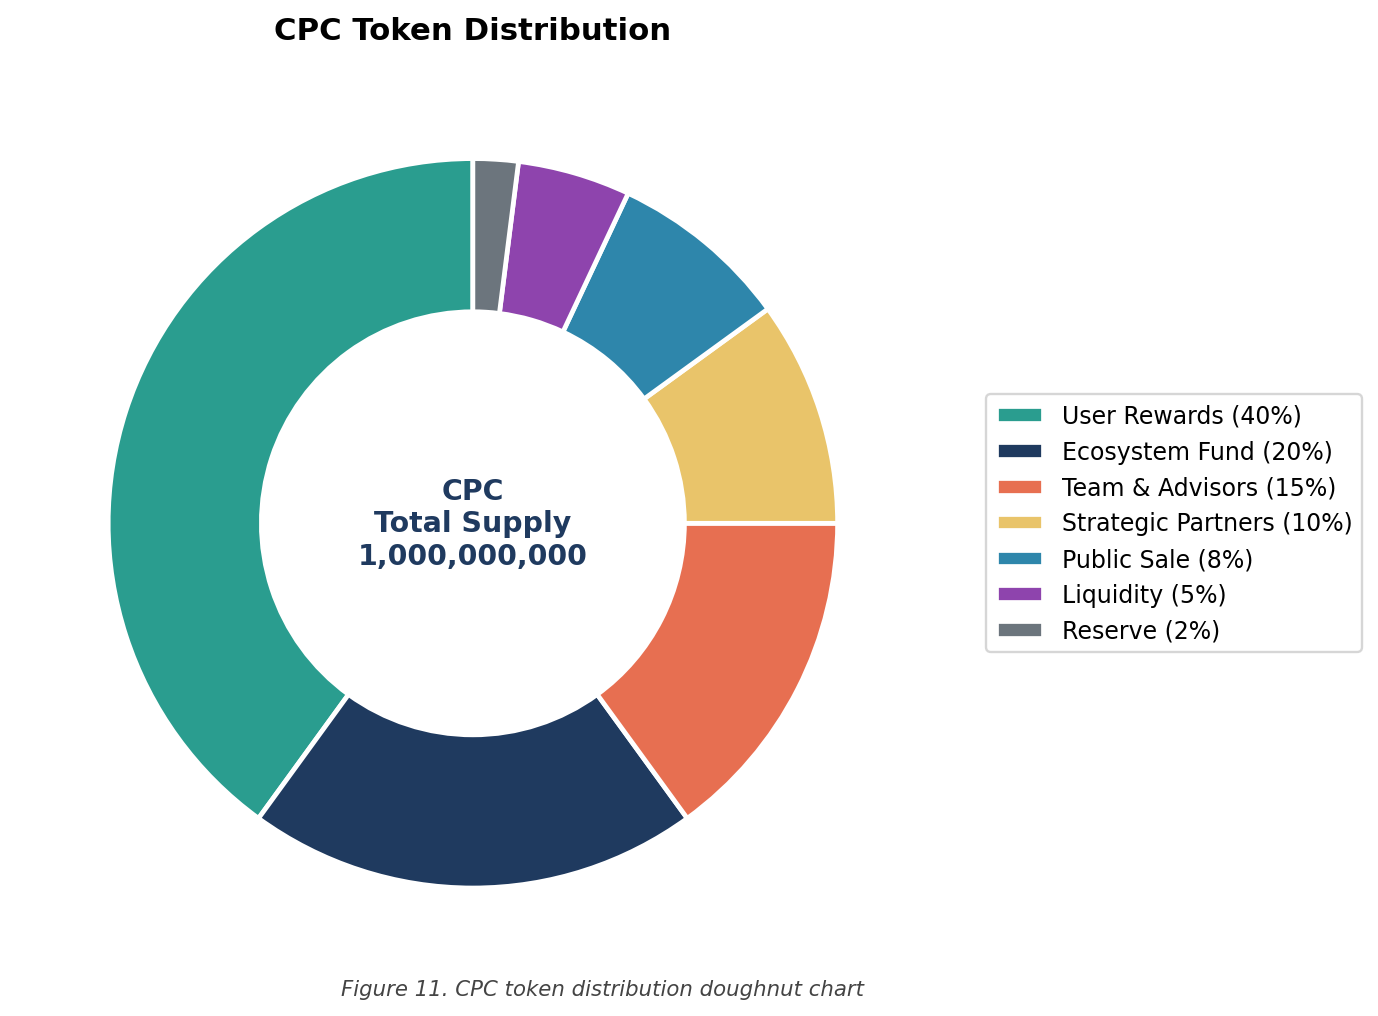 CPC Token Distribution
CPC
Total Supply
1,000,000,000
User Rewards (40%)
Ecosystem Fund (20%)
Team & Advisors (15%)
Strategic Partners (10%)
Public Sale (8%)
Liquidity (5%)
Reserve (2%)
Figure 11. CPC token distribution doughnut chart